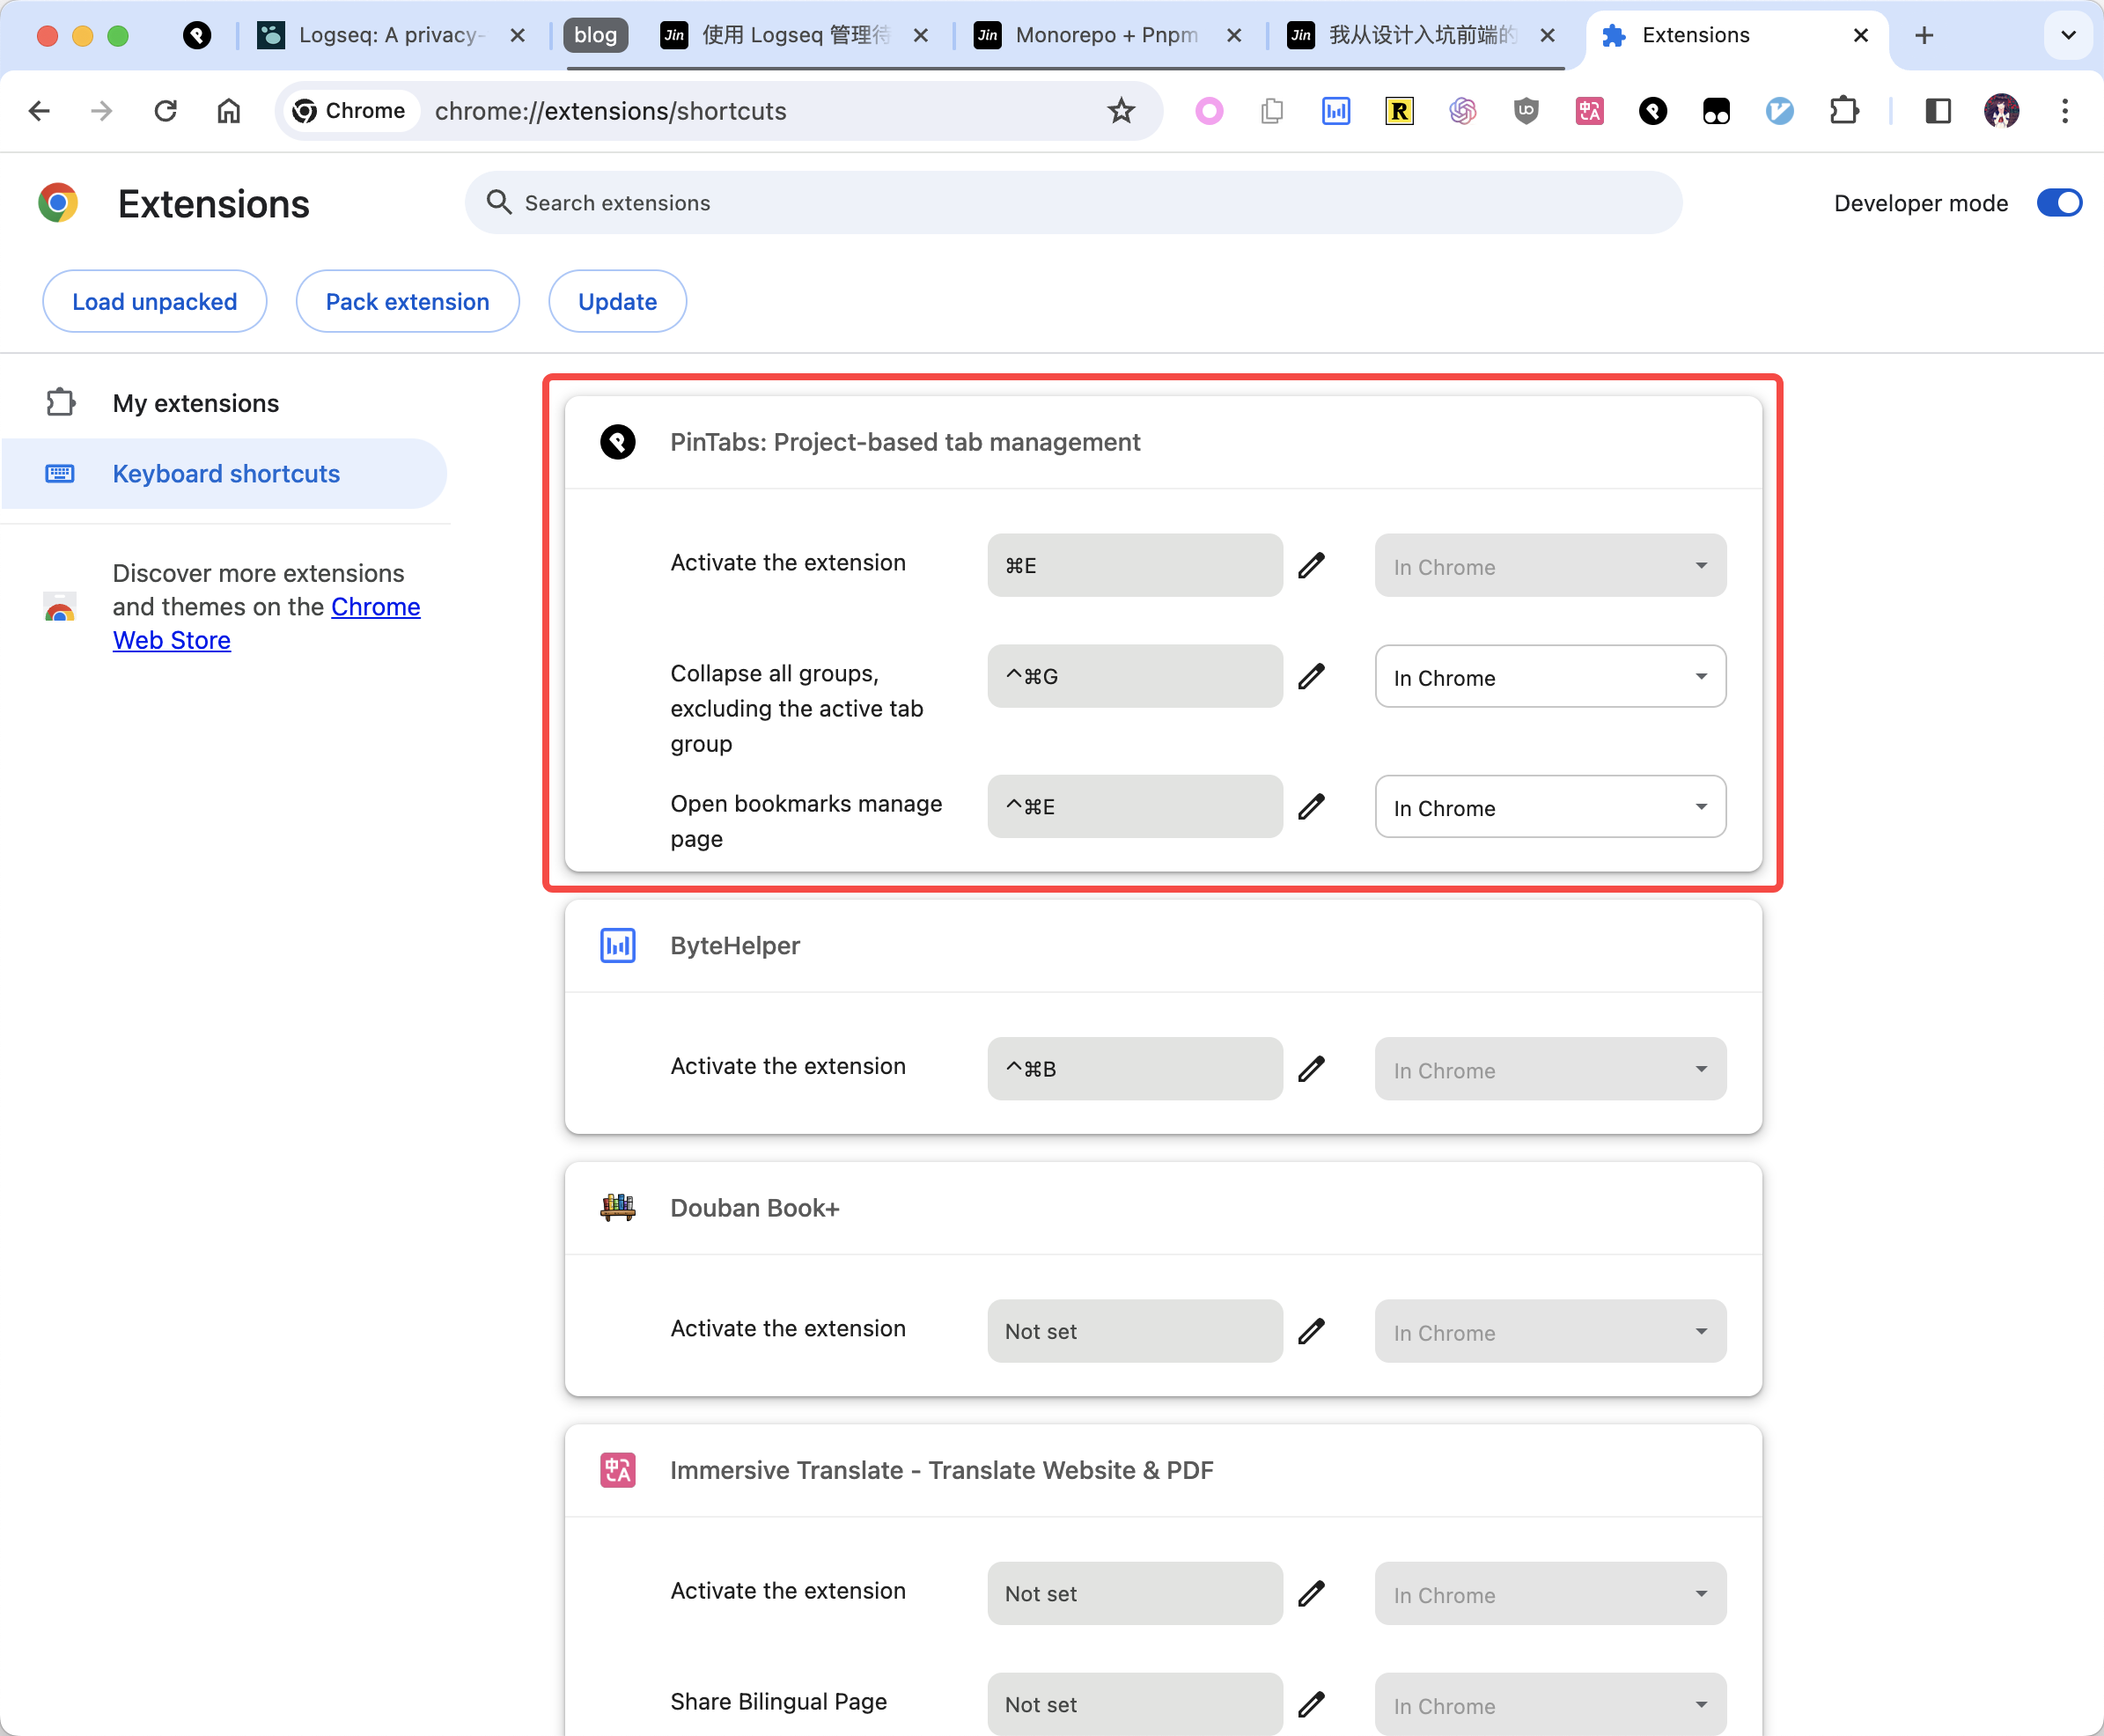 Logseq: A privacy-
blog
Jin
使用 Logseq 管理待
Jin
Monorepo + Pnpm
Jin
我从设计入坑前端的
Extensions
Chrome
chrome://extensions/shortcuts
Extensions
Search extensions
Developer mode
Load unpacked
Pack extension
Update
My extensions
Keyboard shortcuts
Discover more extensions
and themes on the Chrome
Web Store
PinTabs: Project-based tab management
Activate the extension
⌘E
In Chrome
Collapse all groups,
excluding the active tab
group
^⌘G
In Chrome
Open bookmarks manage
page
^⌘E
In Chrome
ByteHelper
Activate the extension
^⌘B
In Chrome
Douban Book+
Activate the extension
Not set
In Chrome
Immersive Translate - Translate Website & PDF
Activate the extension
Not set
In Chrome
Share Bilingual Page
Not set
In Chrome